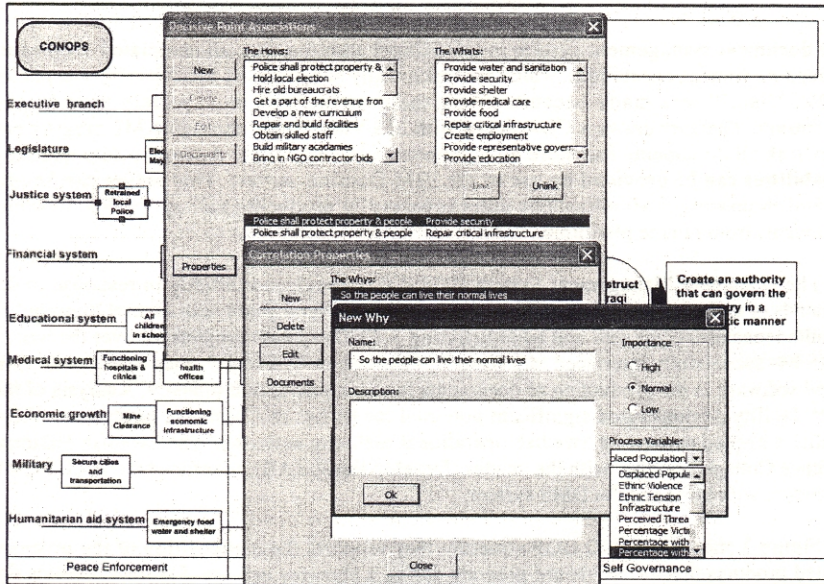 CONOPS
Decisive Point Associations
The Hows:
The Whats:
New
Delete
Edit
Documents
Police shall protect property &
Hold local election
Hire old bureaucrats
Get a part of the revenue from
Develop a new curriculum
Repair and build facilities
Obtain skilled staff
Build military acadamies
Bring in NGO contractor bids
Provide water and sanitation
Provide security
Provide shelter
Provide medical care
Provide food
Repair critical infrastructure
Create employment
Provide representative govern
Provide education
Link
Unlink
Police shall protect property & people Provide security
Police shall protect property & people Repair critical infrastructure
Properties
Executive branch
Legislature
Justice system
Retrained
local
Police
Financial system
Educational system
All
children
in school
Medical system
Functioning
hospitals &
clinics
health
offices
Economic growth
Mine
Clearance
Functioning
economic
infrastructure
Military
Secure cities
and
transportation
Humanitarian aid system
Emergency food
water and shelter
Correlation Properties
The Whys:
So the people can live their normal lives
New
Delete
Edit
Documents
Close
New Why
Name:
So the people can live their normal lives
Description:
Ok
Importance
High
Normal
Low
Process Variable:
placed Population
Displaced Popula
Ethinc Violence
Ethnic Tension
Infrastructure
Perceived Threa
Percentage Victi
Percentage with
Percentage with
struct
raqi
Create an authority
that can govern the
try in a
tic manner
Peace Enforcement
Self Governance